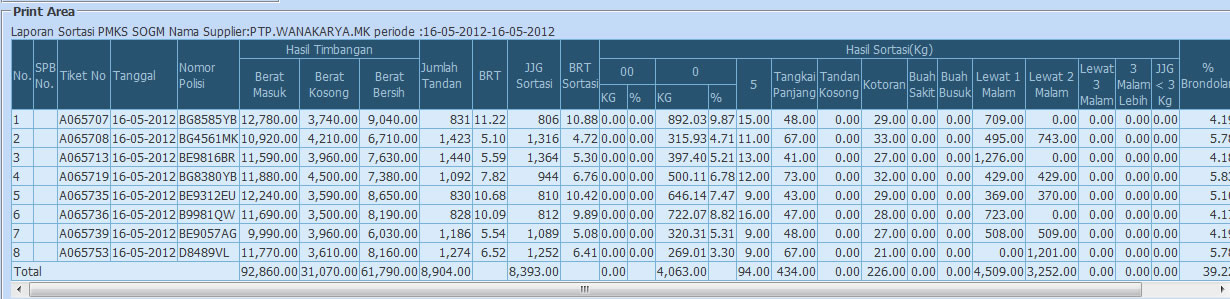 Print Area
Laporan Sortasi PMKS SOGM Nama Supplier:PTP.WANAKARYA.MK periode :16-05-2012-16-05-2012
No. SPB No. Tiket No Tanggal Nomor Polisi Hasil Timbangan Jumlah Tandan BRT JJG Sortasi BRT Sortasi Hasil Sortasi(Kg) % Brondolan
Berat Masuk Berat Kosong Berat Bersih 00 0 5 Tangkai Panjang Tandan Kosong Kotoran Buah Sakit Buah Busuk Lewat 1 Malam Lewat 2 Malam Lewat 3 Malam 3 Malam Lebih JJG < 3 Kg
KG % KG %
1 A065707 16-05-2012 BG8585YB 12,780.00 3,740.00 9,040.00 831 11.22 806 10.88 0.00 0.00 892.03 9.87 15.00 48.00 0.00 29.00 0.00 0.00 709.00 0.00 0.00 0.00 0.00 4.19
2 A065708 16-05-2012 BG4561MK 10,920.00 4,210.00 6,710.00 1,423 5.10 1,316 4.72 0.00 0.00 315.93 4.71 11.00 67.00 0.00 33.00 0.00 0.00 495.00 743.00 0.00 0.00 0.00 5.78
3 A065713 16-05-2012 BE9816BR 11,590.00 3,960.00 7,630.00 1,440 5.59 1,364 5.30 0.00 0.00 397.40 5.21 13.00 41.00 0.00 27.00 0.00 0.00 1,276.00 0.00 0.00 0.00 0.00 4.18
4 A065719 16-05-2012 BG8380YB 11,880.00 4,500.00 7,380.00 1,092 7.82 944 6.76 0.00 0.00 500.11 6.78 12.00 73.00 0.00 32.00 0.00 0.00 429.00 429.00 0.00 0.00 0.00 5.83
5 A065735 16-05-2012 BE9312EU 12,240.00 3,590.00 8,650.00 830 10.68 810 10.42 0.00 0.00 646.14 7.47 9.00 43.00 0.00 29.00 0.00 0.00 369.00 370.00 0.00 0.00 0.00
6 A065736 16-05-2012 B9981QW 11,690.00 3,500.00 8,190.00 828 10.09 812 9.89 0.00 0.00 722.07 8.82 16.00 47.00 0.00 28.00 0.00 0.00 723.00 0.00 0.00 0.00 0.00
7 A065739 16-05-2012 BE9057AG 9,990.00 3,960.00 6,030.00 1,186 5.54 1,089 5.08 0.00 0.00 320.31 5.31 9.00 48.00 0.00 27.00 0.00 0.00 508.00 509.00 0.00 0.00 0.00 4.19
8 A065753 16-05-2012 D8489VL 11,770.00 3,610.00 8,160.00 1,274 6.52 1,252 6.41 0.00 0.00 269.01 3.30 9.00 67.00 0.00 21.00 0.00 0.00 0.00 1,201.00 0.00 0.00 0.00 5.78
Total 92,860.00 31,070.00 61,790.00 8,904.00 8,393.00 0.00 4,063.00 94.00 434.00 0.00 226.00 0.00 0.00 4,509.00 3,252.00 0.00 0.00 0.00 39.22